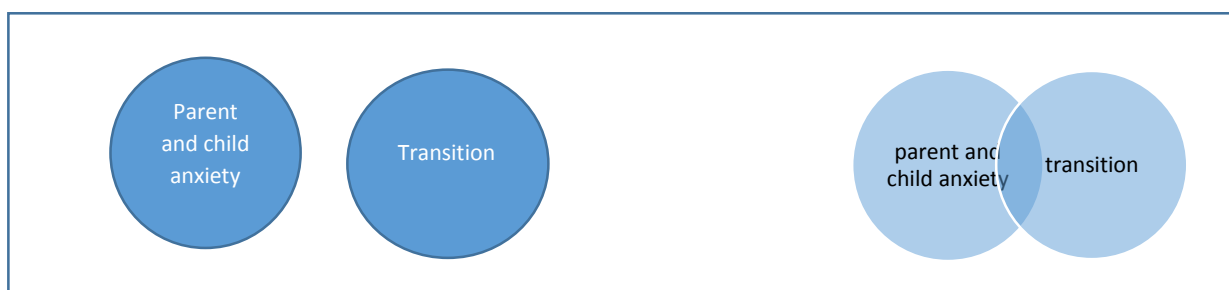 Parent
and child
anxiety
Transition
parent and
child anxiety
transition